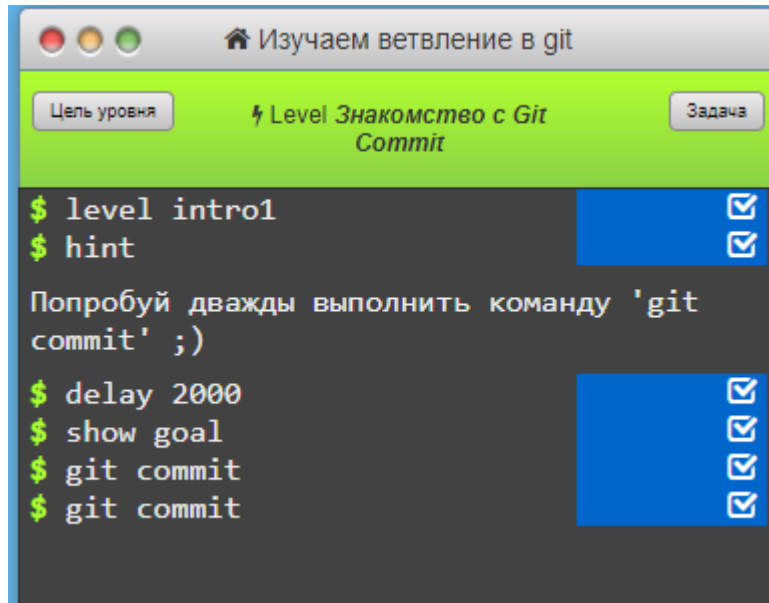 Изучаем ветвление в git
Цель уровня
Level Знакомство с Git
Commit
Задача
$ level intro1
$ hint
Попробуй дважды выполнить команду 'git
commit' ;)
$ delay 2000
$ show goal
$ git commit
$ git commit